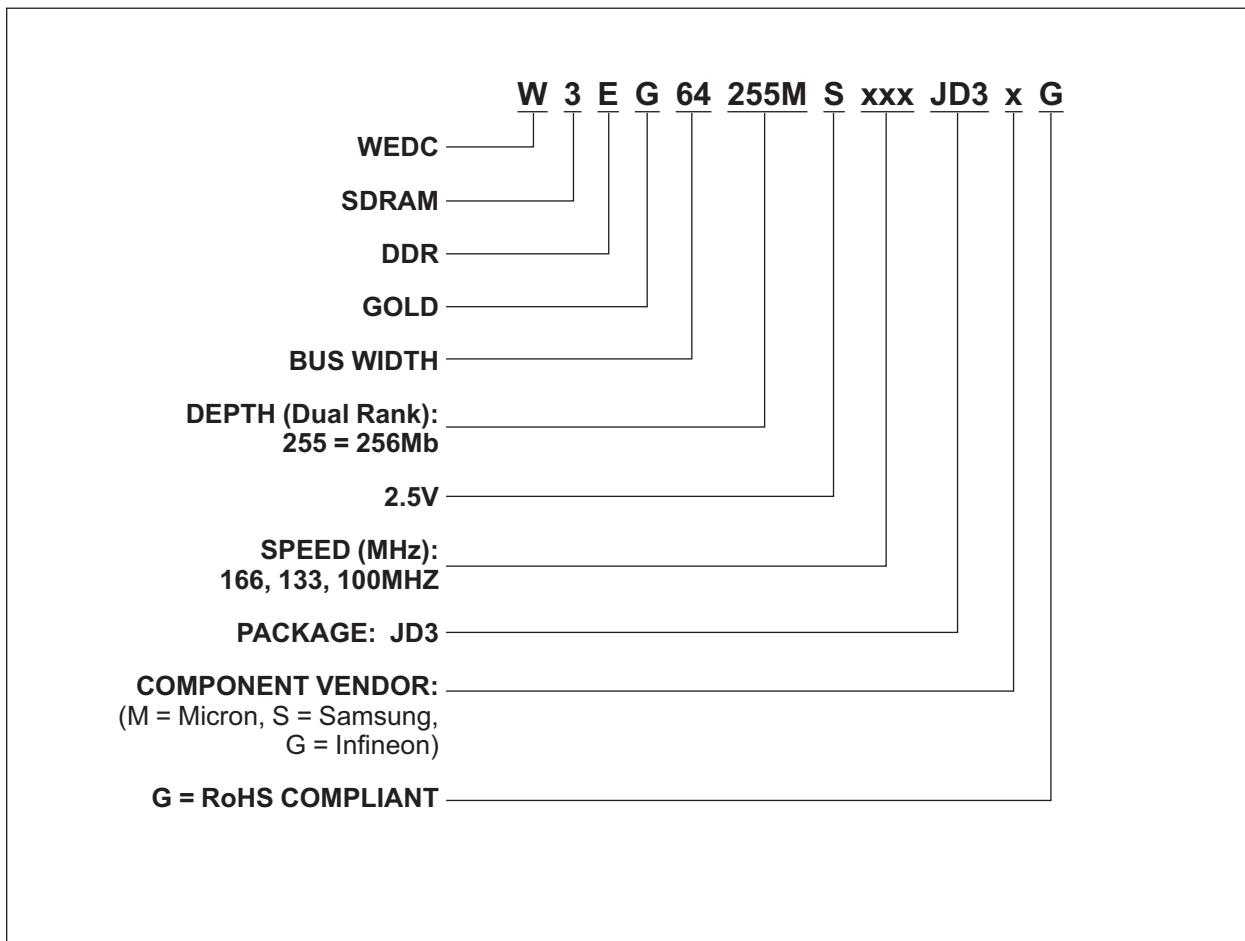 W 3 E G 64 255M S xxx JD3 x G
WEDC
SDRAM
DDR
GOLD
BUS WIDTH
DEPTH (Dual Rank):
255 = 256Mb
2.5V
SPEED (MHz):
166, 133, 100MHZ
PACKAGE: JD3
COMPONENT VENDOR:
(M = Micron, S = Samsung,
G = Infineon)
G = RoHS COMPLIANT